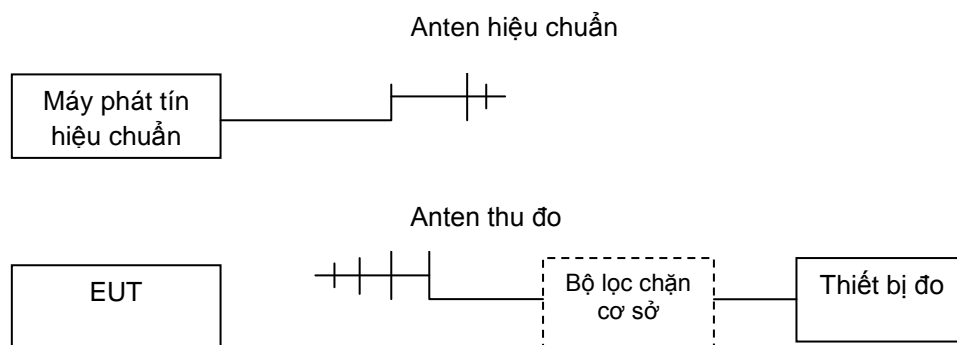 Anten hiệu chuẩn
Máy phát tín
hiệu chuẩn
Anten thu đo
EUT
Bộ lọc chặn
cơ sở
Thiết bị đo